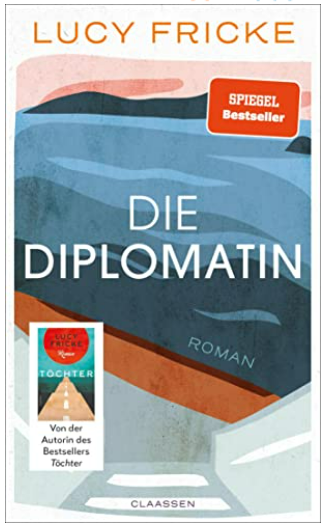 LUCY FRICKE
SPIEGEL
Bestseller
DIE
DIPLOMATIN
ROMAN
LUCY
FRICKE
Roman
TÖCHTER
Von der
Autorin des
Bestsellers
Töchter
CLAASSEN